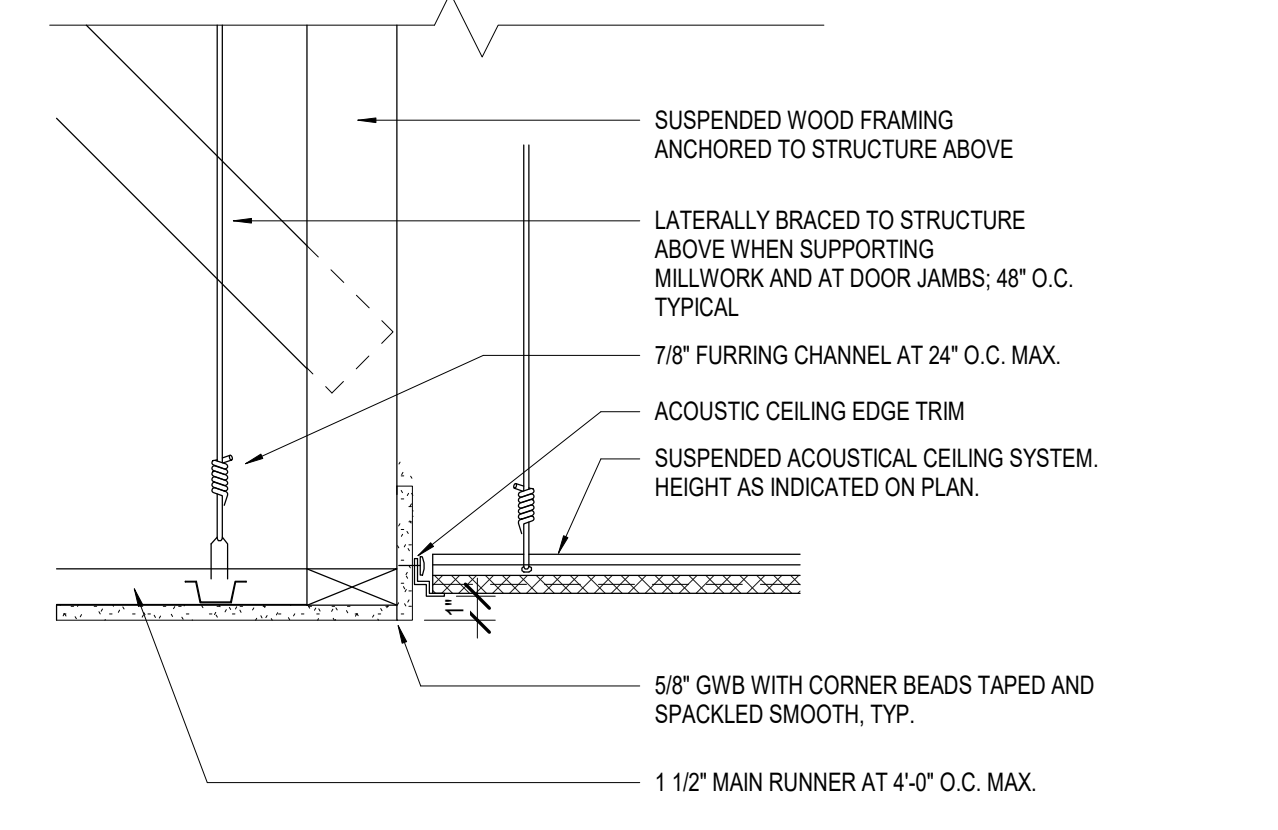 SUSPENDED WOOD FRAMING
ANCHORED TO STRUCTURE ABOVE
LATERALLY BRACED TO STRUCTURE
ABOVE WHEN SUPPORTING
MILLWORK AND AT DOOR JAMBS; 48" O.C.
TYPICAL
7/8" FURRING CHANNEL AT 24" O.C. MAX.
ACOUSTIC CEILING EDGE TRIM
SUSPENDED ACOUSTICAL CEILING SYSTEM.
HEIGHT AS INDICATED ON PLAN.
1"
5/8" GWB WITH CORNER BEADS TAPED AND
SPACKLED SMOOTH, TYP.
1 1/2" MAIN RUNNER AT 4'-0" O.C. MAX.